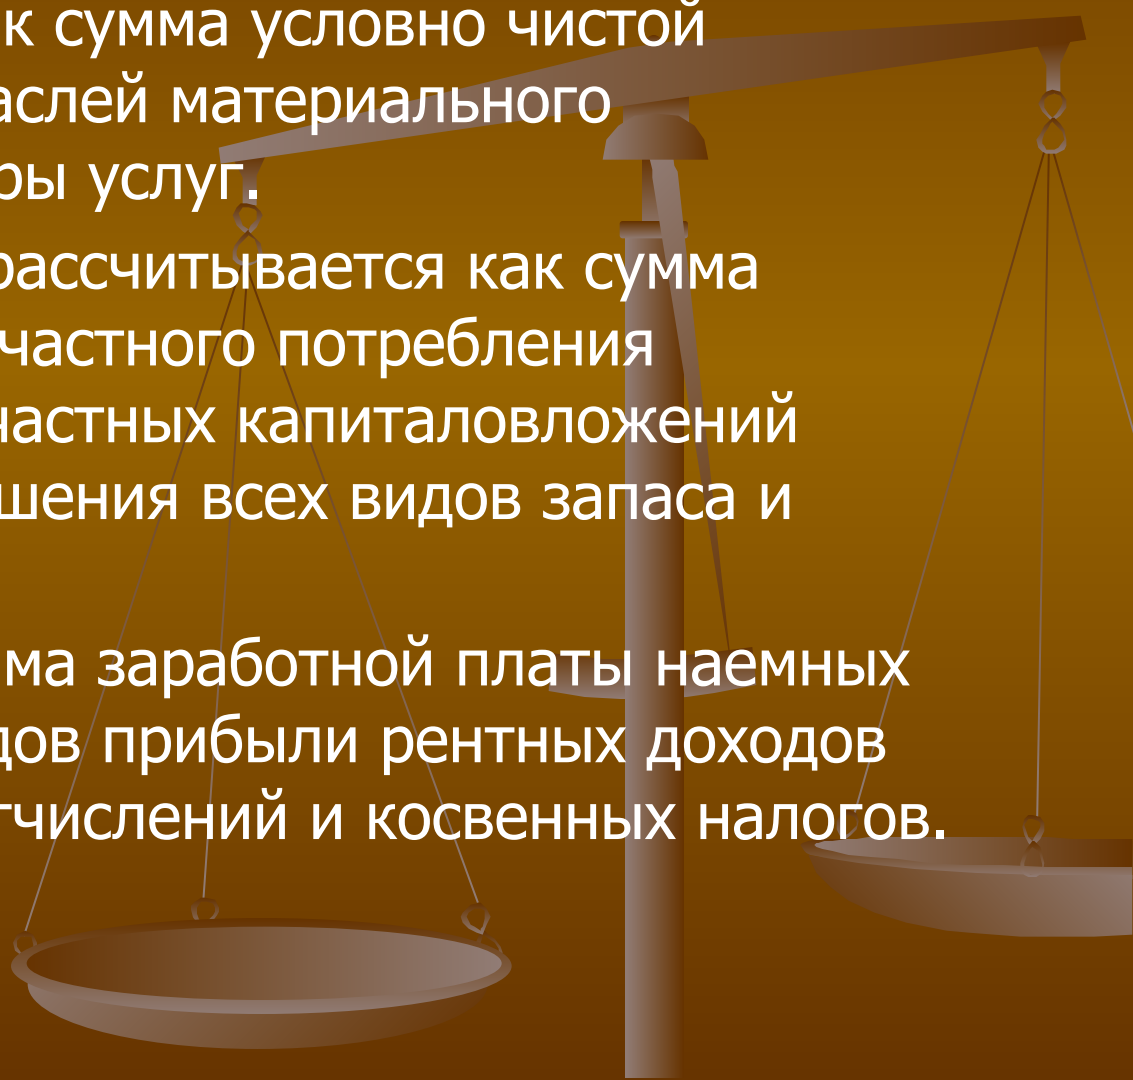 к сумма условно чистой
аслей материального
ры услуг.
рассчитывается как сумма
частного потребления
частных капиталовложений
шения всех видов запаса и
ма заработной платы наемных
дов прибыли рентных доходов
тчислений и косвенных налогов.